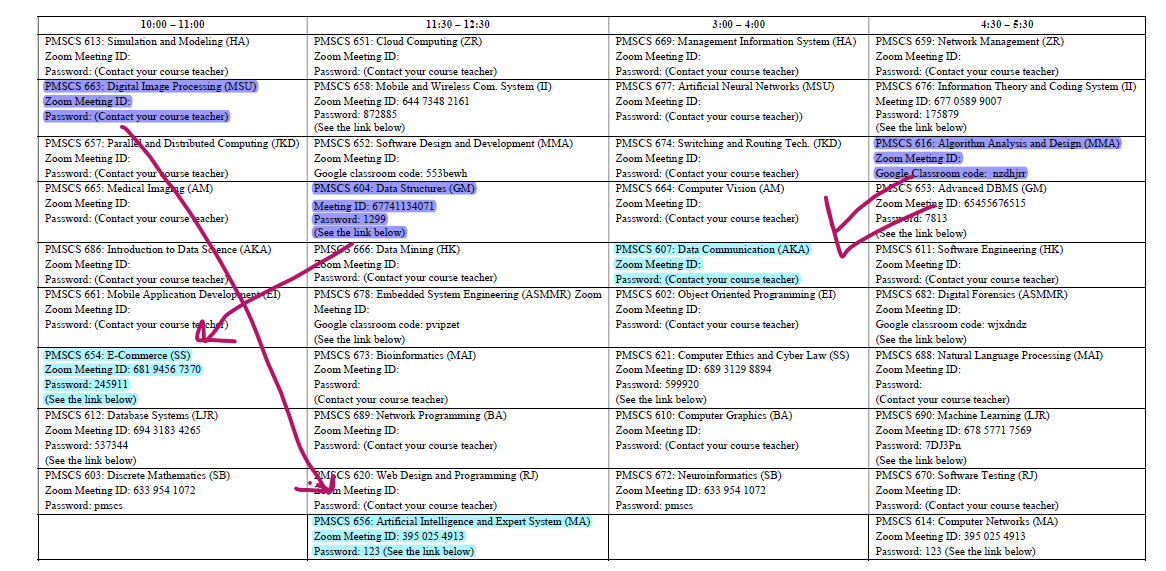 10:00 – 11:00
11:30 – 12:30
3:00 – 4:00
4:30 – 5:30
PMSCS 613: Simulation and Modeling (HA)
Zoom Meeting ID:
Password: (Contact your course teacher)
PMSCS 651: Cloud Computing (ZR)
Zoom Meeting ID:
Password: (Contact your course teacher)
PMSCS 669: Management Information System (HA)
Zoom Meeting ID:
Password: (Contact your course teacher)
PMSCS 659: Network Management (ZR)
Zoom Meeting ID:
Password: (Contact your course teacher)
PMSCS 663: Digital Image Processing (MSU)
Zoom Meeting ID:
Password: (Contact your course teacher)
PMSCS 658: Mobile and Wireless Com. System (II)
Zoom Meeting ID: 644 7348 2161
Password: 872885
(See the link below)
PMSCS 677: Artificial Neural Networks (MSU)
Zoom Meeting ID:
Password: (Contact your course teacher))
PMSCS 676: Information Theory and Coding System (II)
Meeting ID: 677 0589 9007
Password: 175879
(See the link below)
PMSCS 657: Parallel and Distributed Computing (JKD)
Zoom Meeting ID:
Password: (Contact your course teacher)
PMSCS 652: Software Design and Development (MMA)
Zoom Meeting ID:
Google classroom code: 553bewh
PMSCS 674: Switching and Routing Tech. (JKD)
Zoom Meeting ID:
Password: (Contact your course teacher)
PMSCS 616: Algorithm Analysis and Design (MMA)
Zoom Meeting ID:
Google Classroom code: nzdhjrr
PMSCS 665: Medical Imaging (AM)
Zoom Meeting ID:
Password: (Contact your course teacher)
PMSCS 604: Data Structures (GM)
Meeting ID: 67741134071
Password: 1299
(See the link below)
PMSCS 664: Computer Vision (AM)
Zoom Meeting ID:
Password: (Contact your course teacher)
PMSCS 653: Advanced DBMS (GM)
Zoom Meeting ID: 65455676515
Password: 7813
(See the link below)
PMSCS 686: Introduction to Data Science (AKA)
Zoom Meeting ID:
Password: (Contact your course teacher)
PMSCS 666: Data Mining (HK)
Zoom Meeting ID:
Password: (Contact your course teacher)
PMSCS 607: Data Communication (AKA)
Zoom Meeting ID:
Password: (Contact your course teacher)
PMSCS 611: Software Engineering (HK)
Zoom Meeting ID:
Password: (Contact your course teacher)
PMSCS 661: Mobile Application Development (EI)
Zoom Meeting ID:
Password: (Contact your course teacher)
PMSCS 678: Embedded System Engineering (ASMMR) Zoom
Meeting ID:
Google classroom code: pvipzet
(See the link below)
PMSCS 602: Object Oriented Programming (EI)
Zoom Meeting ID:
Password: (Contact your course teacher)
PMSCS 682: Digital Forensics (ASMMR)
Zoom Meeting ID:
Google classroom code: wjxdndz
(See the link below)
PMSCS 654: E-Commerce (SS)
Zoom Meeting ID: 681 9456 7370
Password: 245911
(See the link below)
PMSCS 673: Bioinformatics (MAI)
Zoom Meeting ID:
Password:
(Contact your course teacher)
PMSCS 621: Computer Ethics and Cyber Law (SS)
Zoom Meeting ID: 689 3129 8894
Password: 599920
(See the link below)
PMSCS 688: Natural Language Processing (MAI)
Zoom Meeting ID:
Password:
(Contact your course teacher)
PMSCS 612: Database Systems (LJR)
Zoom Meeting ID: 694 3183 4265
Password: 537344
(See the link below)
PMSCS 689: Network Programming (BA)
Zoom Meeting ID:
Password: (Contact your course teacher)
PMSCS 610: Computer Graphics (BA)
Zoom Meeting ID:
Password: (Contact your course teacher)
PMSCS 690: Machine Learning (LJR)
Zoom Meeting ID: 678 5771 7569
Password: 7DJ3Pn
(See the link below)
PMSCS 603: Discrete Mathematics (SB)
Zoom Meeting ID: 633 954 1072
Password: pmscs
PMSCS 620: Web Design and Programming (RJ)
Zoom Meeting ID:
Password: (Contact your course teacher)
PMSCS 672: Neuroinformatics (SB)
Zoom Meeting ID: 633 954 1072
Password: pmscs
PMSCS 670: Software Testing (RJ)
Zoom Meeting ID:
Password: (Contact your course teacher)
PMSCS 656: Artificial Intelligence and Expert System (MA)
Zoom Meeting ID: 395 025 4913
Password: 123 (See the link below)
PMSCS 614: Computer Networks (MA)
Zoom Meeting ID: 395 025 4913
Password: 123 (See the link below)